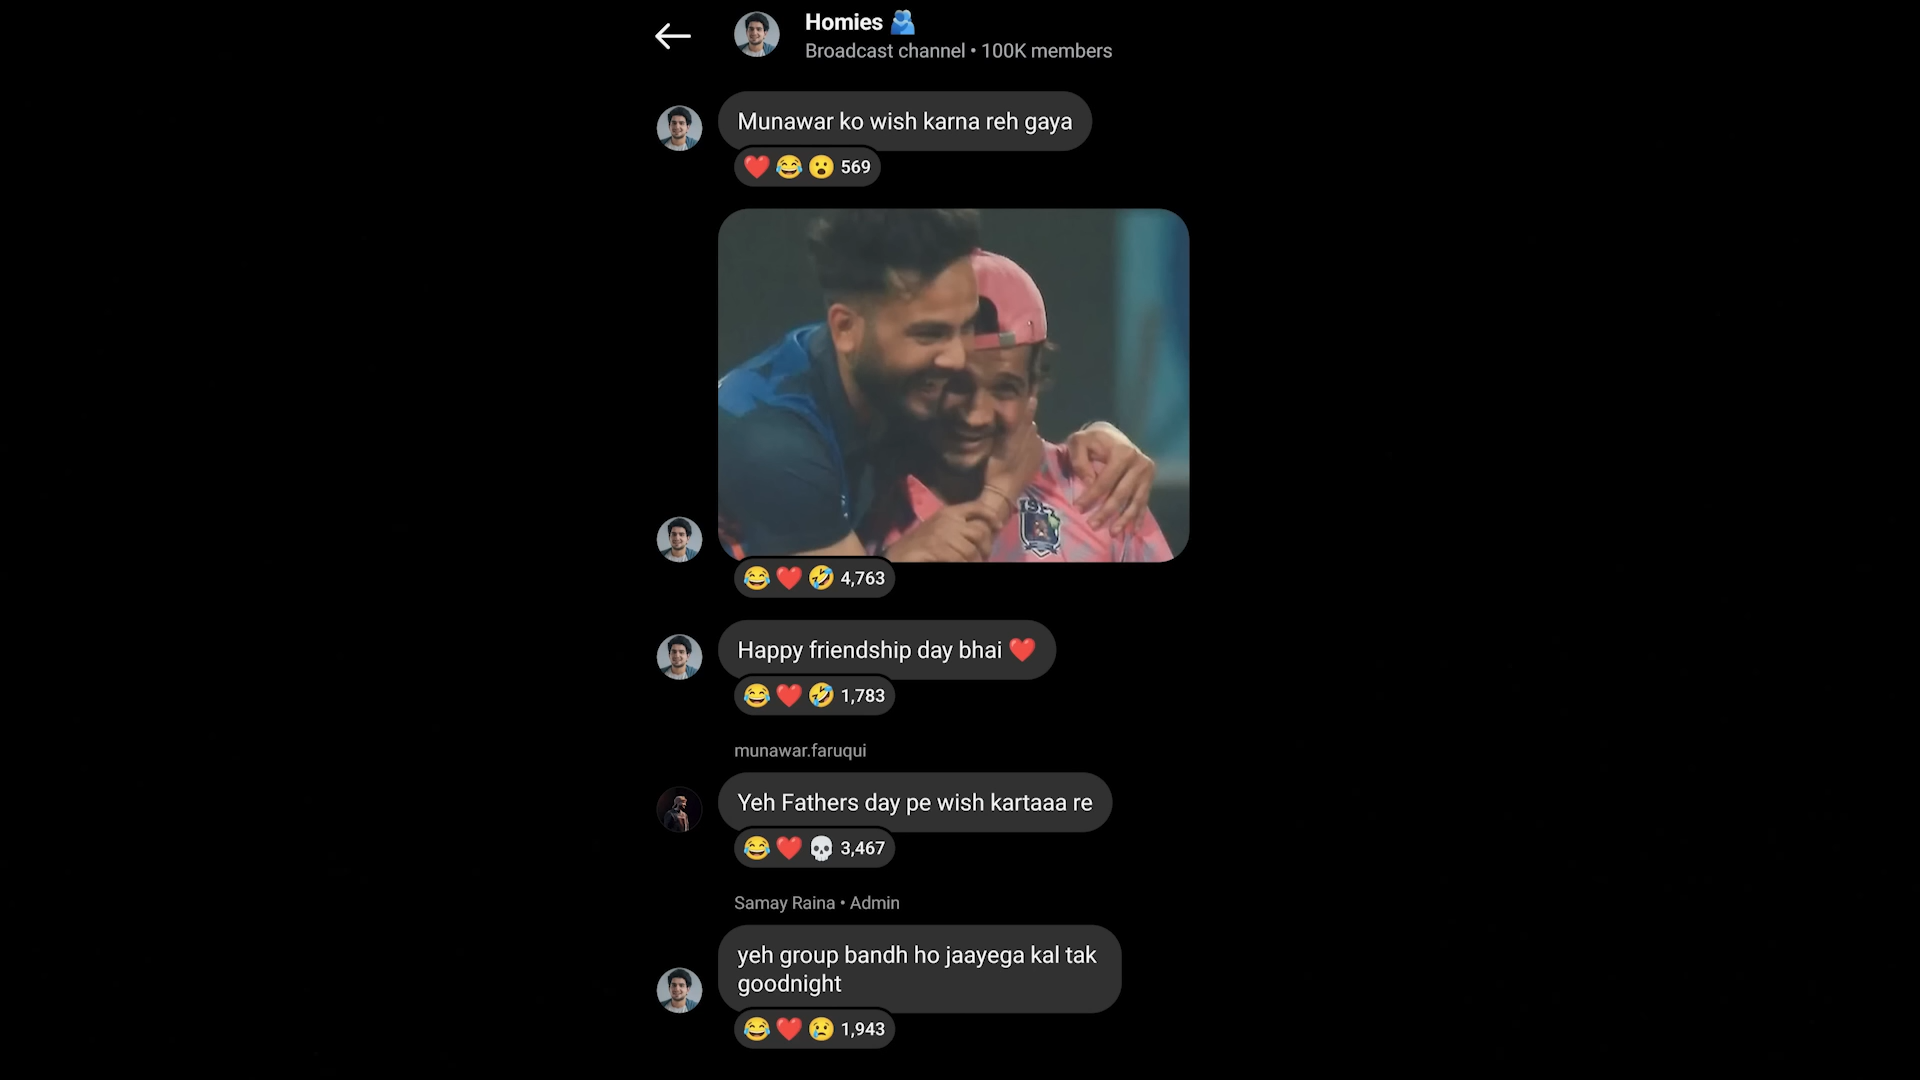 Homies 🫂
Broadcast channel • 100K members
Munawar ko wish karna reh gaya
❤️😂😮 569
😂❤️🤣 4,763
Happy friendship day bhai ❤️
😂❤️🤣 1,783
munawar.faruqui
Yeh Fathers day pe wish kartaaa re
😂❤️💀 3,467
Samay Raina • Admin
yeh group bandh ho jaayega kal tak
goodnight
😂❤️😢 1,943